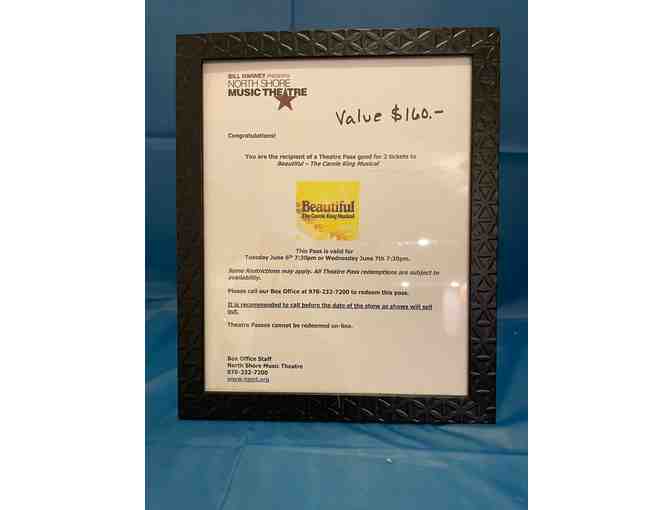 BILL HANNEY PRESENTS
NORTH SHORE
MUSIC THEATRE
Value $160.-
Congratulations!
You are the recipient of a Theatre Pass good for 2 tickets to
Beautiful – The Carole King Musical
Beautiful
The Carole King Musical
This Pass is valid for
Tuesday June 6th 7:30pm or Wednesday June 7th 7:30pm.
Some Restrictions may apply. All Theatre Pass redemptions are subject to
availability.
Please call our Box Office at 978-232-7200 to redeem this pass.
It is recommended to call before the date of the show as shows will sell
out.
Theatre Passes cannot be redeemed on-line.
Box Office Staff
North Shore Music Theatre
978-232-7200
www.nsmt.org